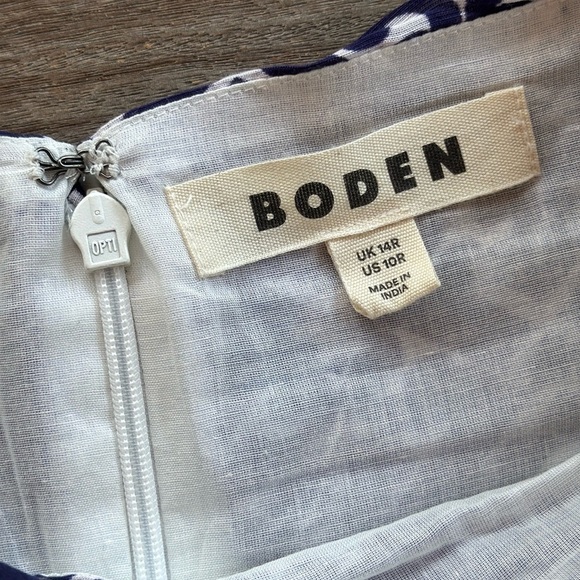 BODEN
UK 14R
US 10R
MADE IN
INDIA
OPTI